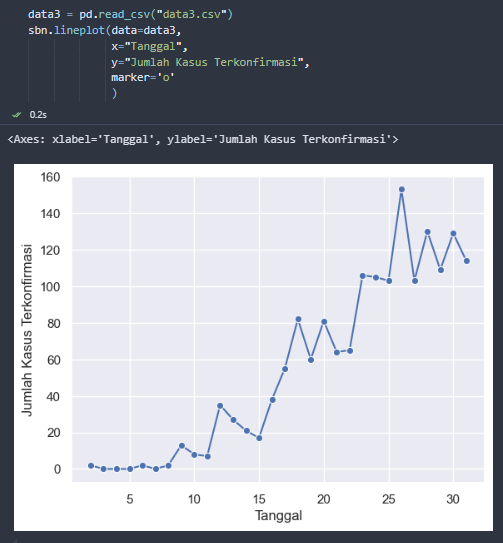 data3 = pd.read_csv("data3.csv")
sbn.lineplot(data=data3,
x="Tanggal",
y="Jumlah Kasus Terkonfirmasi",
marker='o'
)
0.2s
<Axes: xlabel='Tanggal', ylabel='Jumlah Kasus Terkonfirmasi'>
160
140
120
100
80
60
40
20
0
Jumlah Kasus Terkonfirmasi
5 10 15 20 25 30
Tanggal